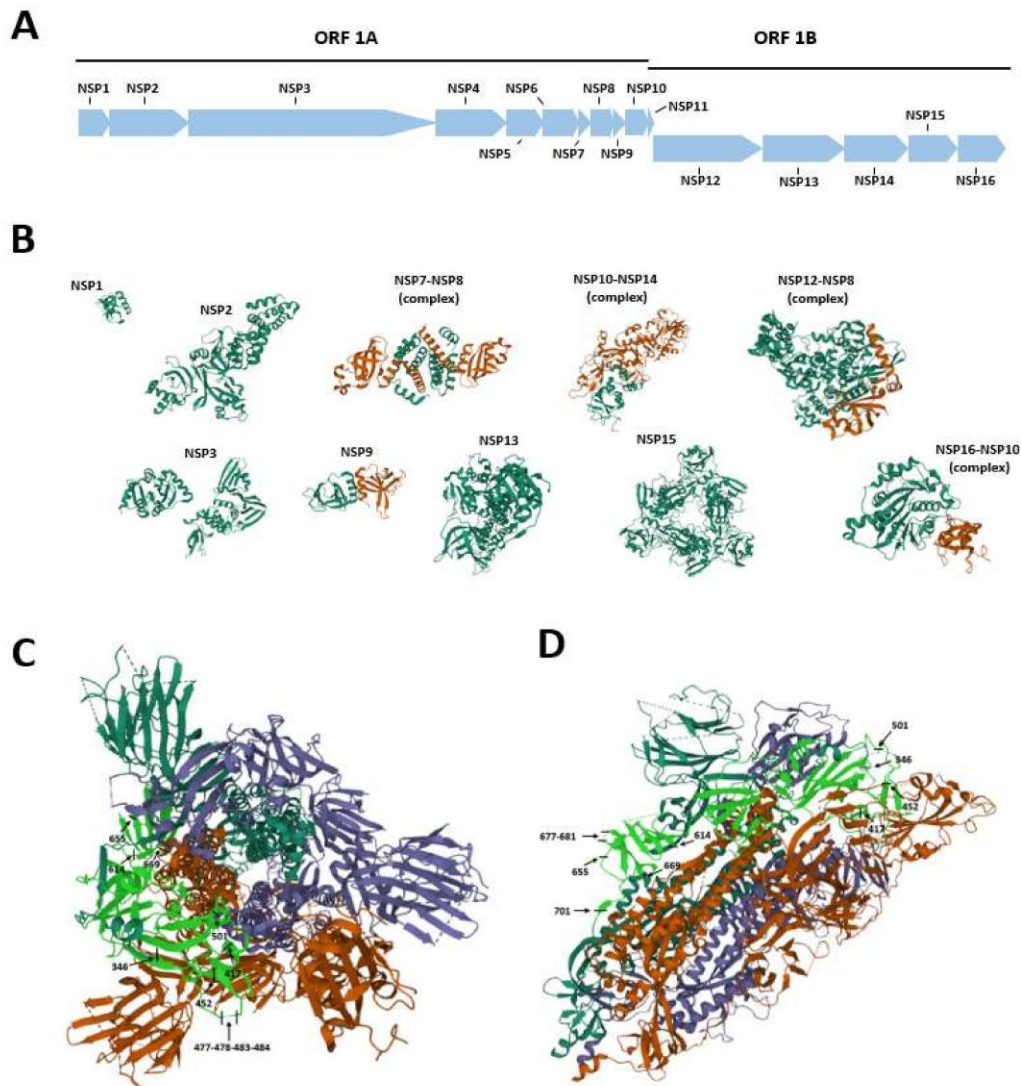 A
ORF 1A
ORF 1B
NSP1
NSP2
NSP3
NSP4
NSP6
NSP8
NSP10
NSP11
NSP5
NSP7
NSP9
NSP15
NSP12
NSP13
NSP14
NSP16
B
NSP1
NSP2
NSP7-NSP8
(complex)
NSP10-NSP14
(complex)
NSP12-NSP8
(complex)
NSP3
NSP9
NSP13
NSP15
NSP16-NSP10
(complex)
C
655
614
669
501
417
346
452
477-478-483-484
D
501
346
452
417
677-681
614
655
669
701